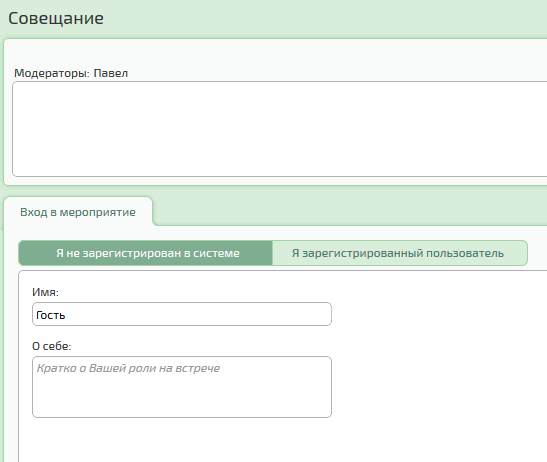 Совещание
Модераторы: Павел
Вход в мероприятие
Я не зарегистрирован в системе
Я зарегистрированный пользователь
Имя:
Гость
О себе:
Кратко о Вашей роли на встрече